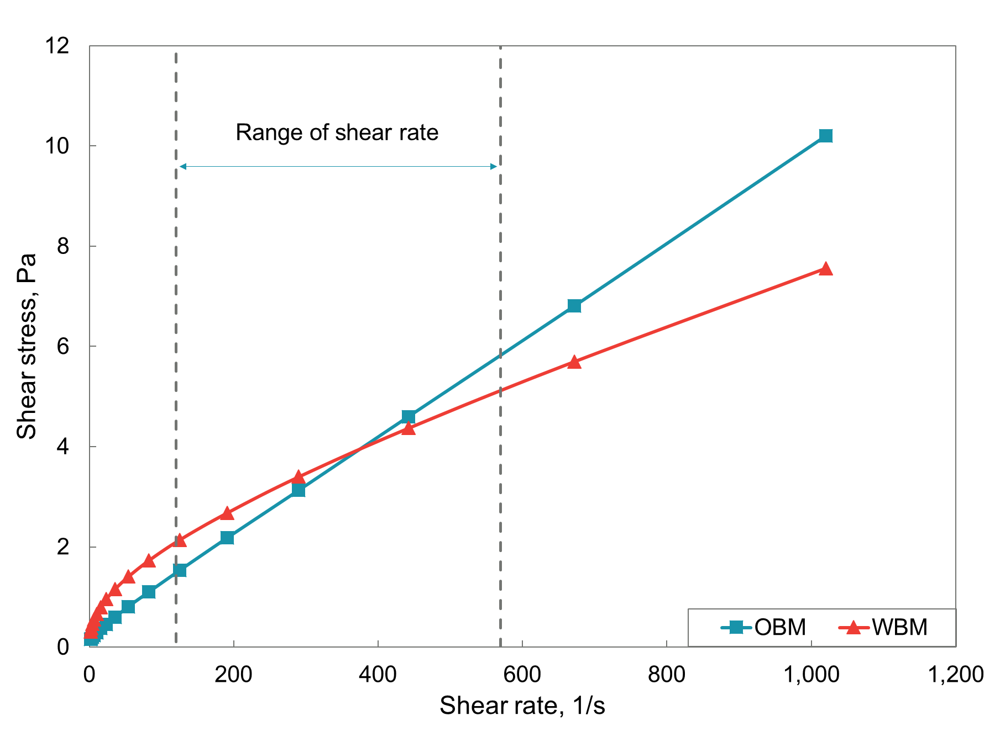 12
10
8
6
4
2
0
Shear stress, Pa
Range of shear rate
OBM WBM
0 200 400 600 800 1,000 1,200
Shear rate, 1/s